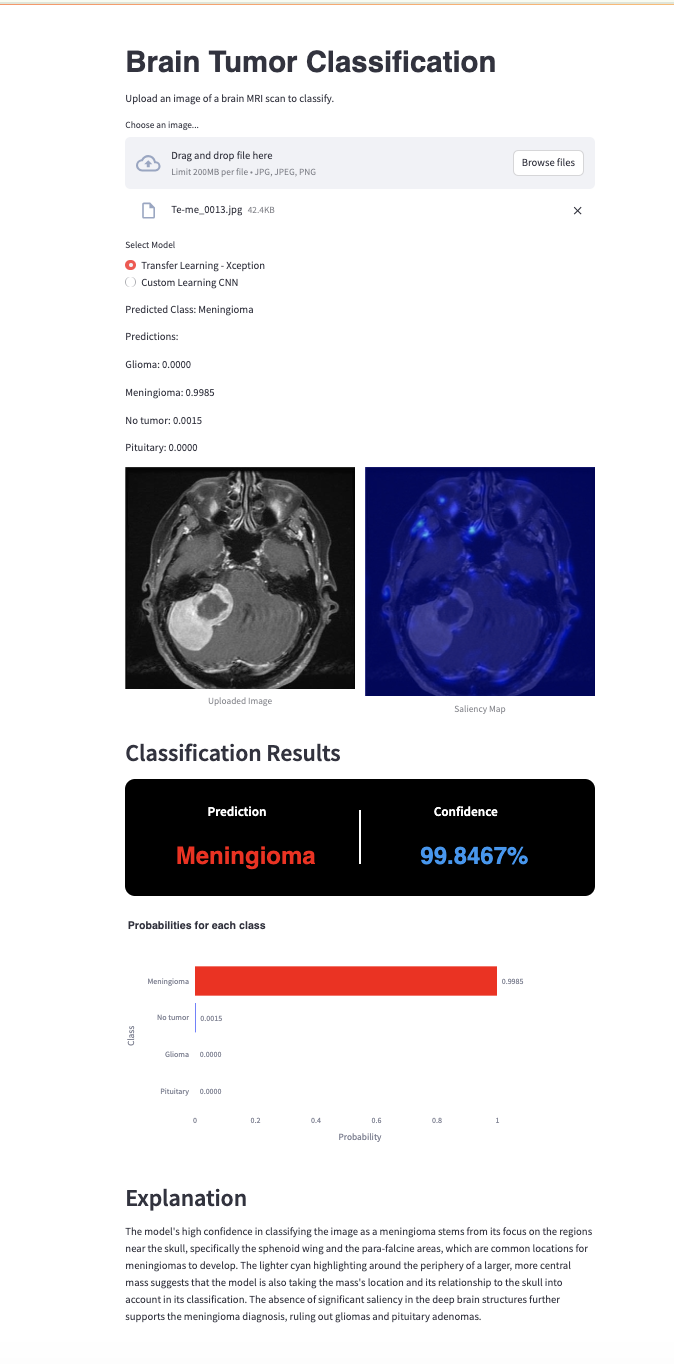 Brain Tumor Classification
Upload an image of a brain MRI scan to classify.
Choose an image...
Drag and drop file here
Limit 200MB per file • JPG, JPEG, PNG
Browse files
Te-me_0013.jpg 42.4KB
Select Model
Transfer Learning - Xception
Custom Learning CNN
Predicted Class: Meningioma
Predictions:
Glioma: 0.0000
Meningioma: 0.9985
No tumor: 0.0015
Pituitary: 0.0000
Uploaded Image
Saliency Map
Classification Results
Prediction
Confidence
Meningioma
99.8467%
Probabilities for each class
Meningioma 0.9985
No tumor 0.0015
Class
Glioma 0.0000
Pituitary 0.0000
0 0.2 0.4 0.6 0.8 1
Probability
Explanation
The model's high confidence in classifying the image as a meningioma stems from its focus on the regions
near the skull, specifically the sphenoid wing and the para-falcine areas, which are common locations for
meningiomas to develop. The lighter cyan highlighting around the periphery of a larger, more central
mass suggests that the model is also taking the mass's location and its relationship to the skull into
account in its classification. The absence of significant saliency in the deep brain structures further
supports the meningioma diagnosis, ruling out gliomas and pituitary adenomas.